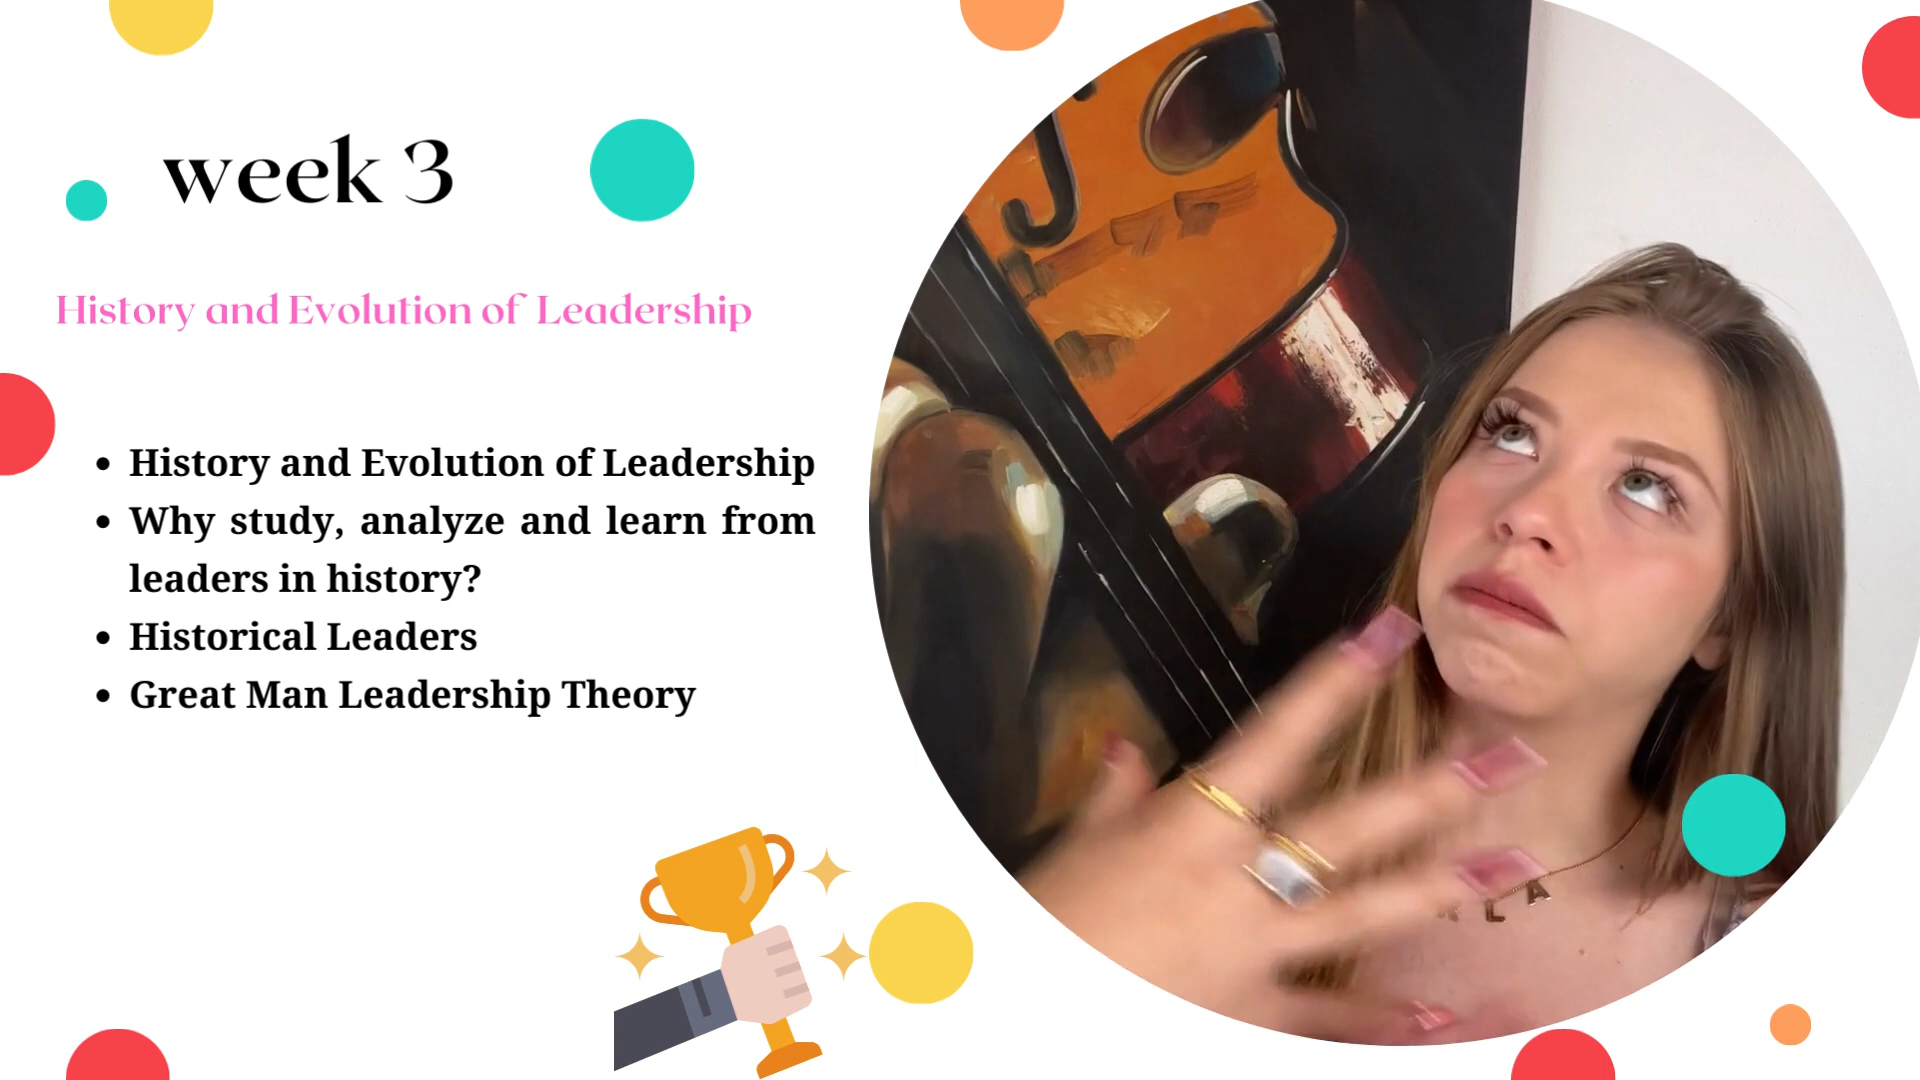 week 3
History and Evolution of Leadership
• History and Evolution of Leadership
• Why study, analyze and learn from
leaders in history?
• Historical Leaders
• Great Man Leadership Theory